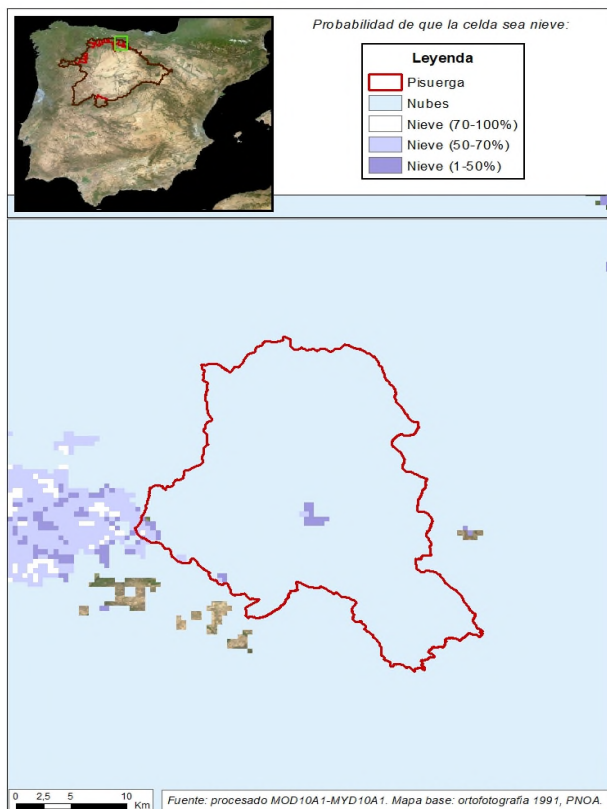 Probabilidad de que la celda sea nieve:
Leyenda
Pisuerga
Nubes
Nieve (70-100%)
Nieve (50-70%)
Nieve (1-50%)
0 2,5 5 10
Km
Fuente: procesado MOD10A1-MYD10A1. Mapa base: ortofotografia 1991, PNOA